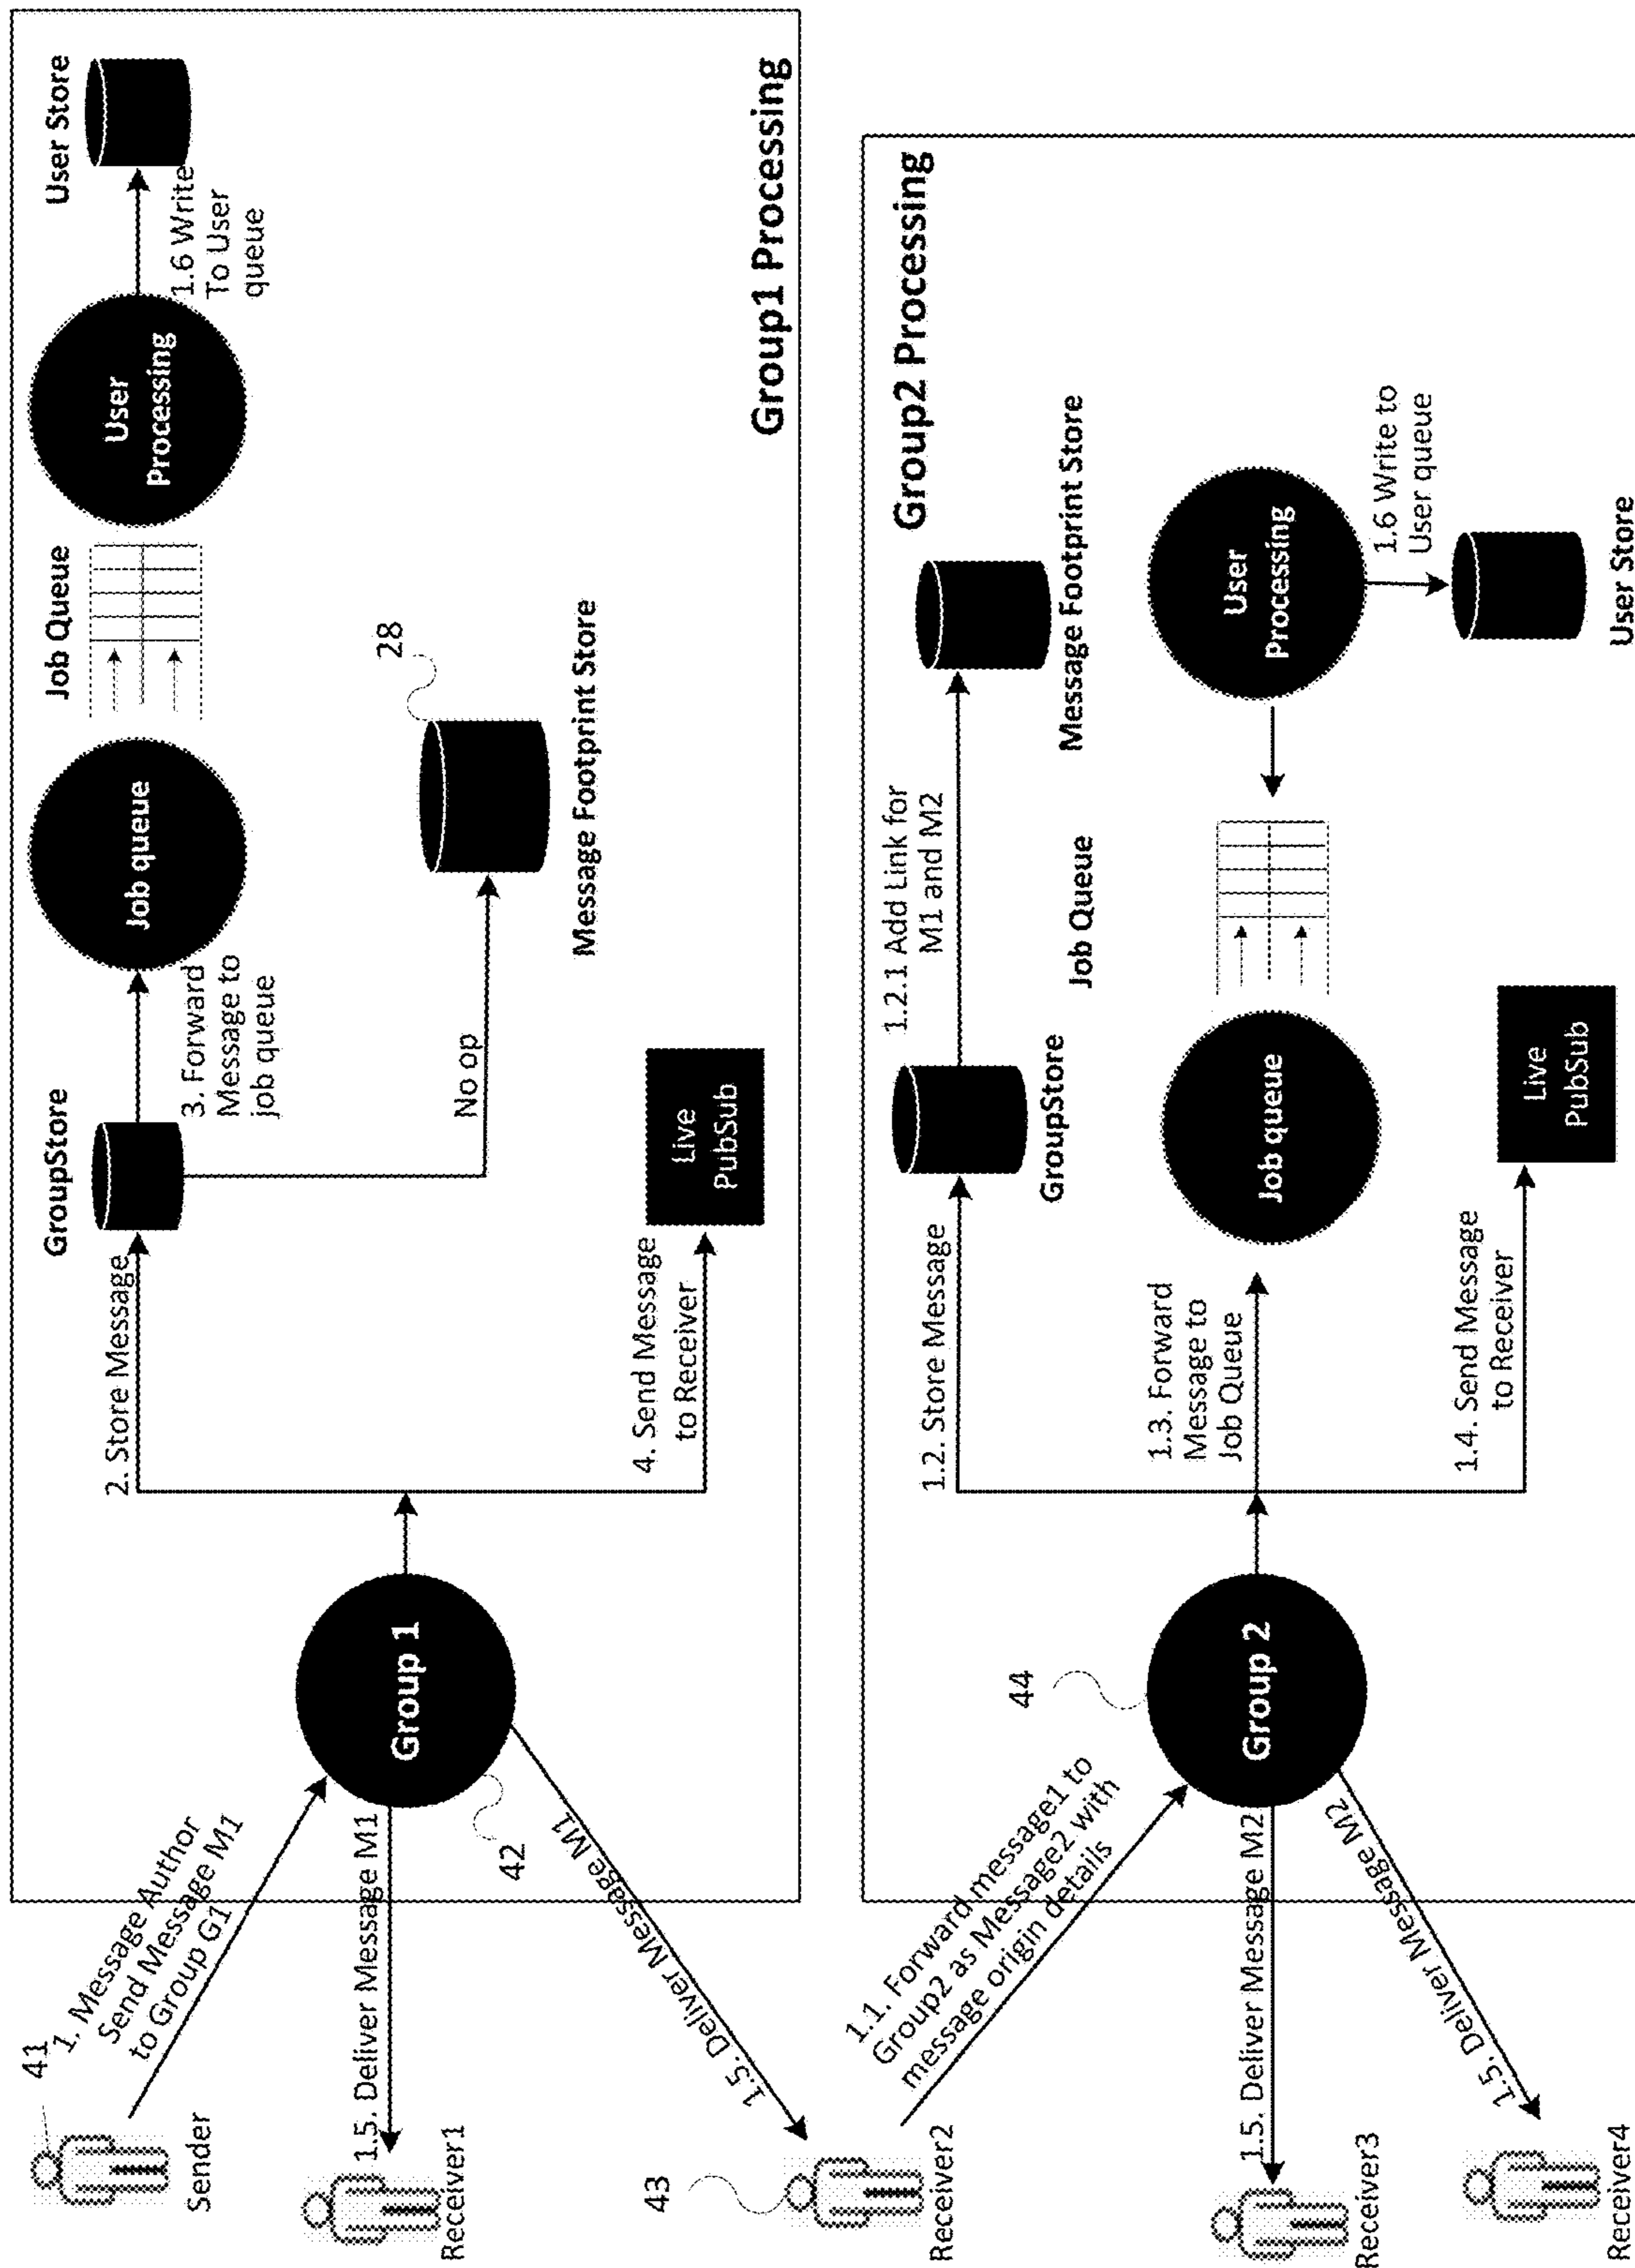 41
1. Message Author
Send Message M1
to Group G1
Sender
1.5. Deliver Message M1
Receiver1
1.5. Deliver Message M1
43
Receiver2
Group 1
42
2. Store Message
GroupStore
3. Forward
Message to
job queue
Job queue
Job Queue
User
Processing
1.6 Write
To User
queue
User Store
No op
28
Message Footprint Store
4. Send Message
to Receiver
Live
PubSub
Group1 Processing
1.1. Forward message1 to
Group2 as Message2 with
message origin details
44
Group 2
1.5. Deliver Message M2
Receiver3
1.5. Deliver M2
Receiver4
1.2. Store Message
GroupStore
1.2.1 Add Link for
M1 and M2
Message Footprint Store
Group2 Processing
1.3. Forward
Message to
Job Queue
Job queue
Job Queue
User
Processing
1.6 Write to
User queue
User Store
1.4. Send Message
to Receiver
Live
PubSub